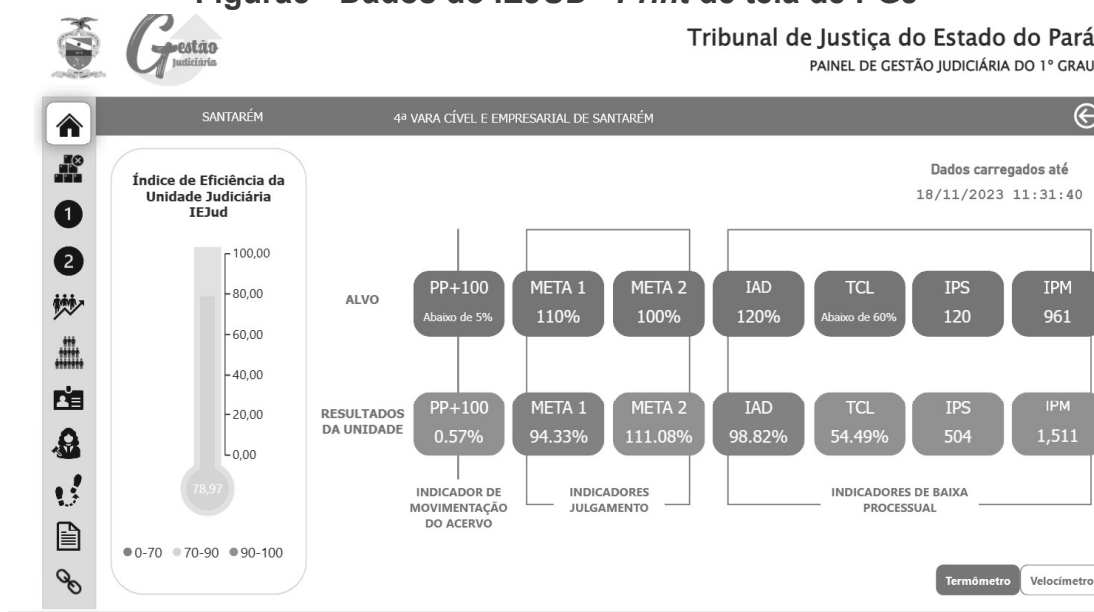 Figura6 - Dados do IEJUD - Print de tela do PGJ
Gestão
Judiciária
Tribunal de Justiça do Estado do Pará
PAINEL DE GESTÃO JUDICIÁRIA DO 1º GRAU
SANTARÉM
4ª VARA CÍVEL E EMPRESARIAL DE SANTARÉM
Dados carregados até
18/11/2023 11:31:40
Índice de Eficiência da
Unidade Judiciária
IEJud
100,00
80,00
60,00
40,00
20,00
0,00
78,97
0-70 70-90 90-100
1
2
ALVO
PP+100
Abaixo de 5%
META 1
110%
META 2
100%
IAD
120%
TCL
Abaixo de 60%
IPS
120
IPM
961
RESULTADOS
DA UNIDADE
PP+100
0.57%
META 1
94.33%
META 2
111.08%
IAD
98.82%
TCL
54.49%
IPS
504
IPM
1,511
INDICADOR DE
MOVIMENTAÇÃO
DO ACERVO
INDICADORES
JULGAMENTO
INDICADORES DE BAIXA
PROCESSUAL
Termômetro
Velocímetro